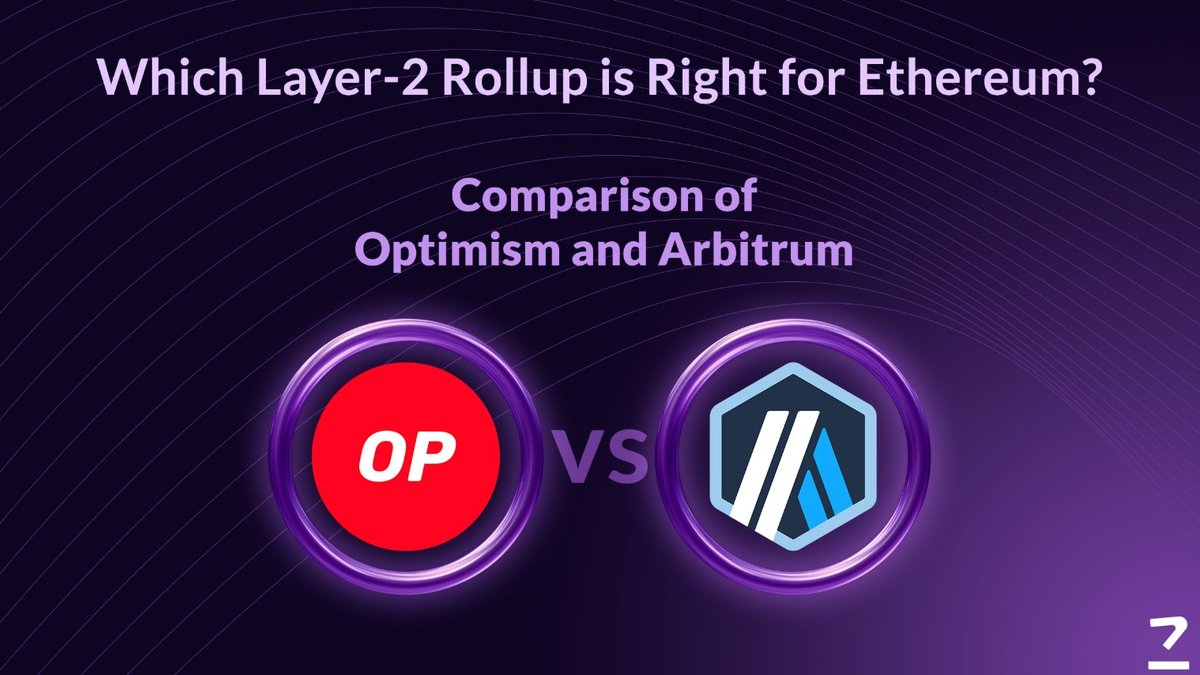 Which Layer-2 Rollup is Right for Ethereum?
Comparison of
Optimism and Arbitrum
OP
VS